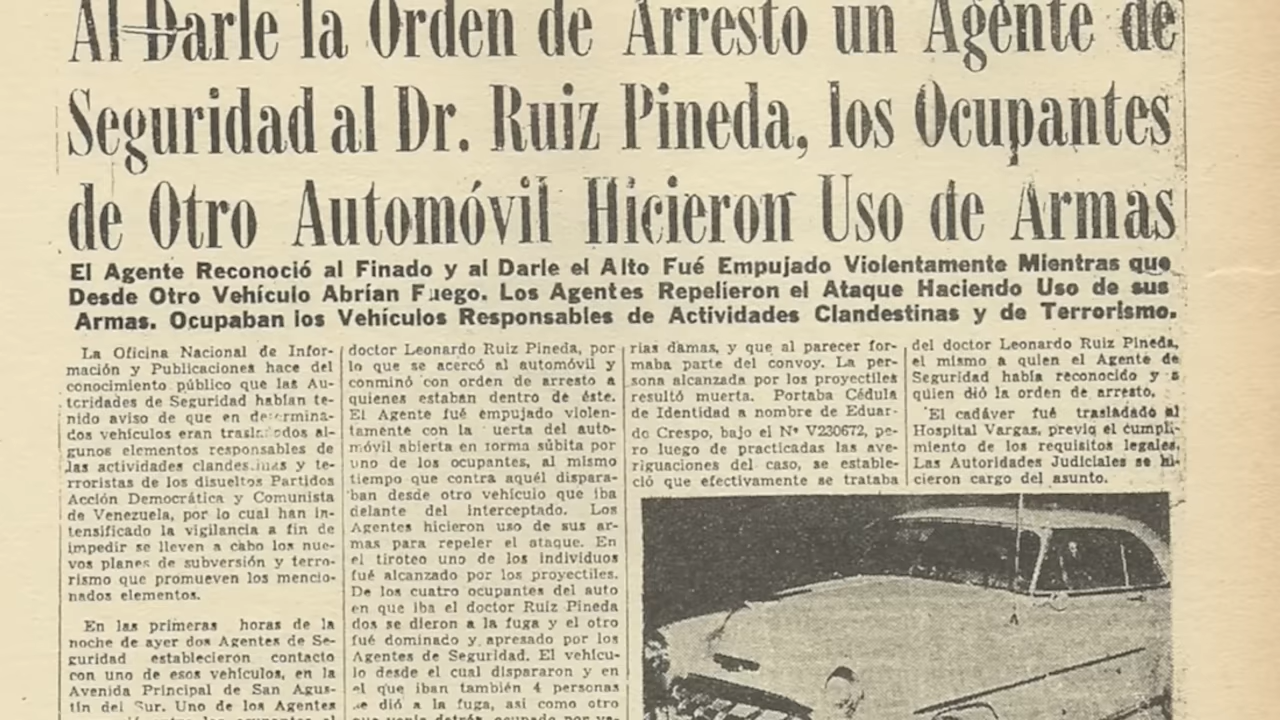 Al Darle la Orden de Arresto un Agente de
Seguridad al Dr. Ruiz Pineda, los Ocupantes
de Otro Automóvil Hicieron Uso de Armas
El Agente Reconoció al Finado y al Darle el Alto Fué Empujado Violentamente Mientras que
Desde Otro Vehículo Abrían Fuego. Los Agentes Repelieron el Ataque Haciendo Uso de sus
Armas. Ocupaban los Vehículos Responsables de Actividades Clandestinas y de Terrorismo.
La Oficina Nacional de Infor-
mación y Publicaciones hace del
conocimiento público que las Au-
toridades de Seguridad habían te-
nido aviso de que en determina-
dos vehículos eran trasladados al-
gunos elementos responsables de
las actividades clandestinas y te-
rroristas de los disueltos Partidos
Acción Democrática y Comunista
de Venezuela, por lo cual han in-
tensificado la vigilancia a fin de
impedir se lleven a cabo los nue-
vos planes de subversión y terro-
rismo que promueven los mencio-
nados elementos.
En las primeras horas de la
noche de ayer dos Agentes de Se-
guridad establecieron contacto
con uno de esos vehículos, en la
Avenida Principal de San Agus-
tín del Sur. Uno de los Agentes
doctor Leonardo Ruiz Pineda, por
lo que se acercó al automóvil y
conminó con orden de arresto a
quienes estaban dentro de éste.
El Agente fué empujado violen-
tamente con la uerta del auto-
móvil abierta en forma súbita por
uno de los ocupantes, al mismo
tiempo que contra aquél dispara-
ban desde otro vehículo que iba
delante del interceptado. Los
Agentes hicieron uso de sus ar-
mas para repeler el ataque. En
el tiroteo uno de los individuos
fué alcanzado por los proyectiles.
De los cuatro ocupantes del auto
en que iba el doctor Ruiz Pineda
dos se dieron a la fuga y el otro
fué dominado y apresado por los
Agentes de Seguridad. El vehícu-
lo desde el cual dispararon y en
el que iban también 4 personas
se dió a la fuga, así como otro
que venía detrás ocupado por va-
rias damas, y que al parecer for-
maba parte del convoy. La per-
sona alcanzada por los proyectiles
resultó muerta. Portaba Cédula
de Identidad a nombre de Eduar-
do Crespo, bajo el Nº V230672, pe-
ro luego de practicadas las ave-
riguaciones del caso, se estable-
ció que efectivamente se trataba
del doctor Leonardo Ruiz Pineda,
el mismo a quien el Agente de
Seguridad había reconocido y a
quien dió la orden de arresto.
El cadáver fué trasladado al
Hospital Vargas, previo el cumpli-
miento de los requisitos legales.
Las Autoridades Judiciales se hi-
cieron cargo del asunto.